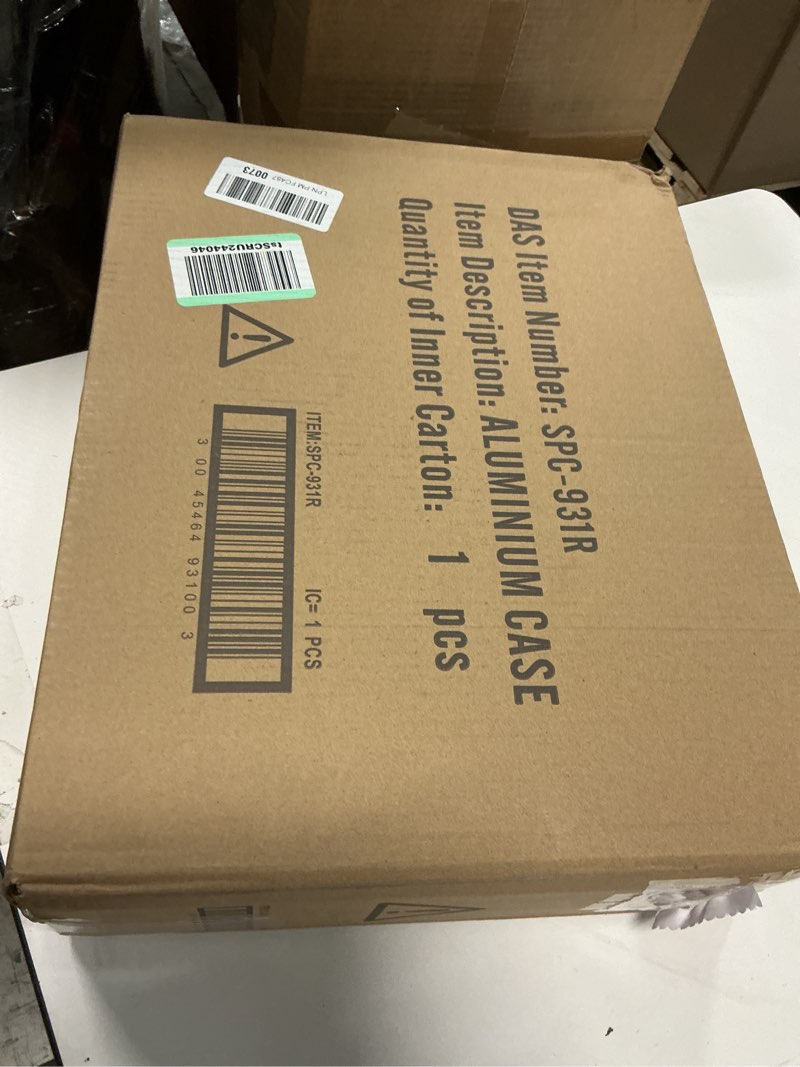 DAS Item Number: SPC-931R
Item Description: ALUMINIUM CASE
Quantity of Inner Carton: 1 pcs
ITEM:SPC-931R IC= 1 PCS
3 00 45464 93100 3
tsSCRU244046
0073